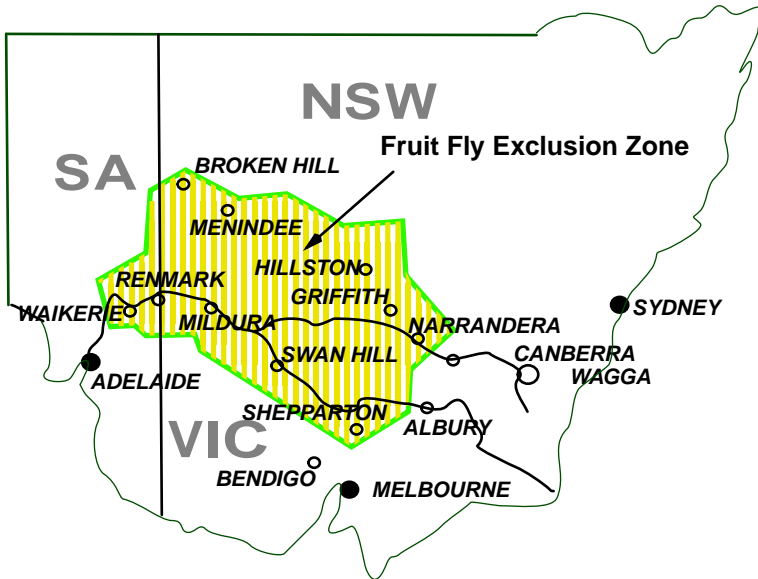 NSW
Fruit Fly Exclusion Zone
SA
BROKEN HILL
MENINDEE
HILLSTON
RENMARK
GRIFFITH
WAIKERIE
MILDURA
SYDNEY
NARRANDERA
SWAN HILL
CANBERRA
WAGGA
ADELAIDE
SHEPPARTON
ALBURY
VIC
BENDIGO
MELBOURNE